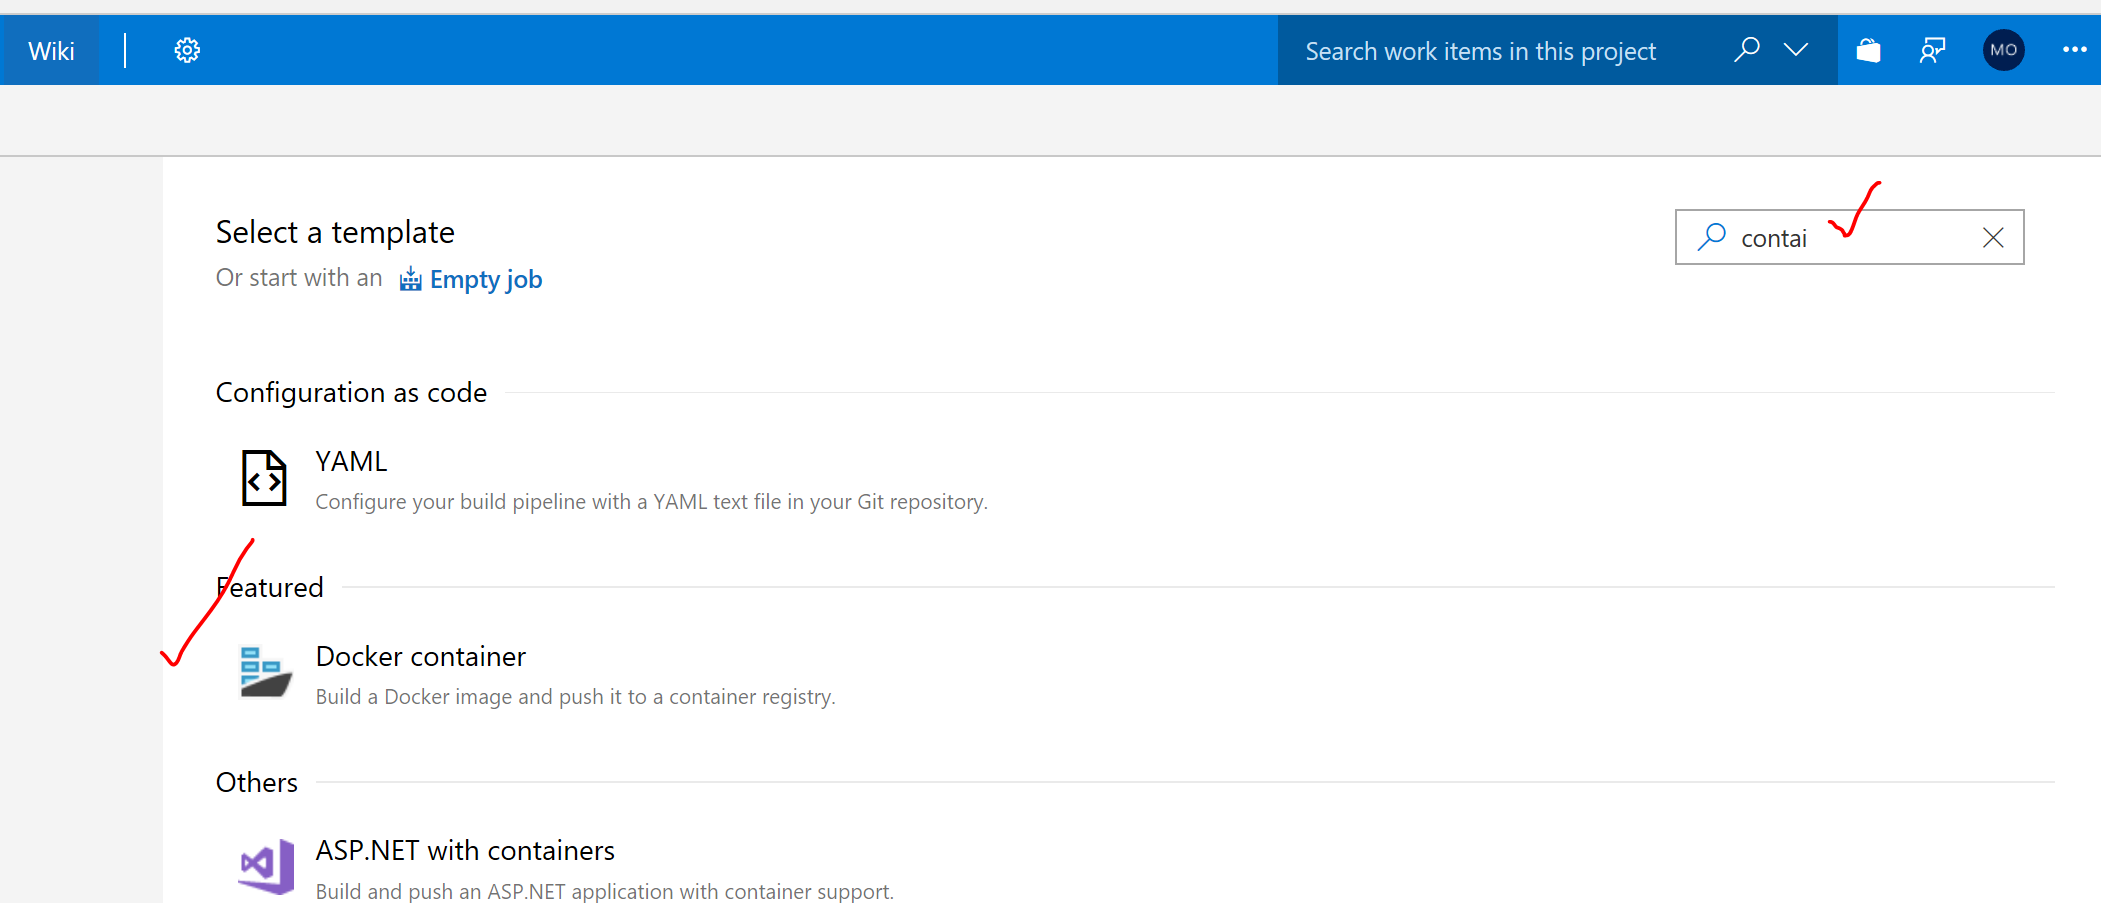 Wiki
Search work items in this project
MO
Select a template
contai
Or start with an Empty job
Configuration as code
YAML
Configure your build pipeline with a YAML text file in your Git repository.
Featured
Docker container
Build a Docker image and push it to a container registry.
Others
ASP.NET with containers
Build and push an ASP.NET application with container support.